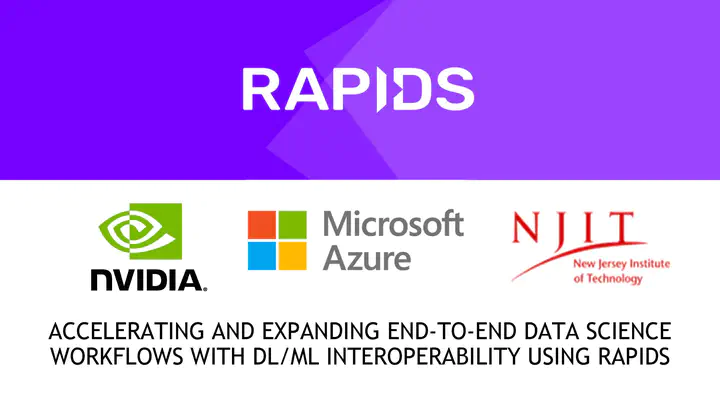 RAPIDS
NVIDIA.
Microsoft
Azure
NJIT
New Jersey Institute
of Technology
ACCELERATING AND EXPANDING END-TO-END DATA SCIENCE
WORKFLOWS WITH DL/ML INTEROPERABILITY USING RAPIDS